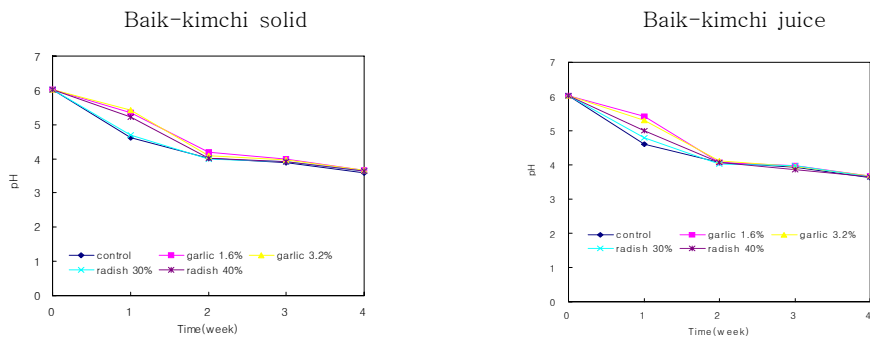 Baik-kimchi solid
7
6
5
4
3
2
1
0
pH
control garlic 1.6% garlic 3.2%
radish 30% radish 40%
0 1 2 3 4
Time(week)
Baik-kimchi juice
7
6
5
4
3
2
1
0
pH
control garlic 1.6% garlic 3.2%
radish 30% radish 40%
0 1 2 3 4
Time(week)